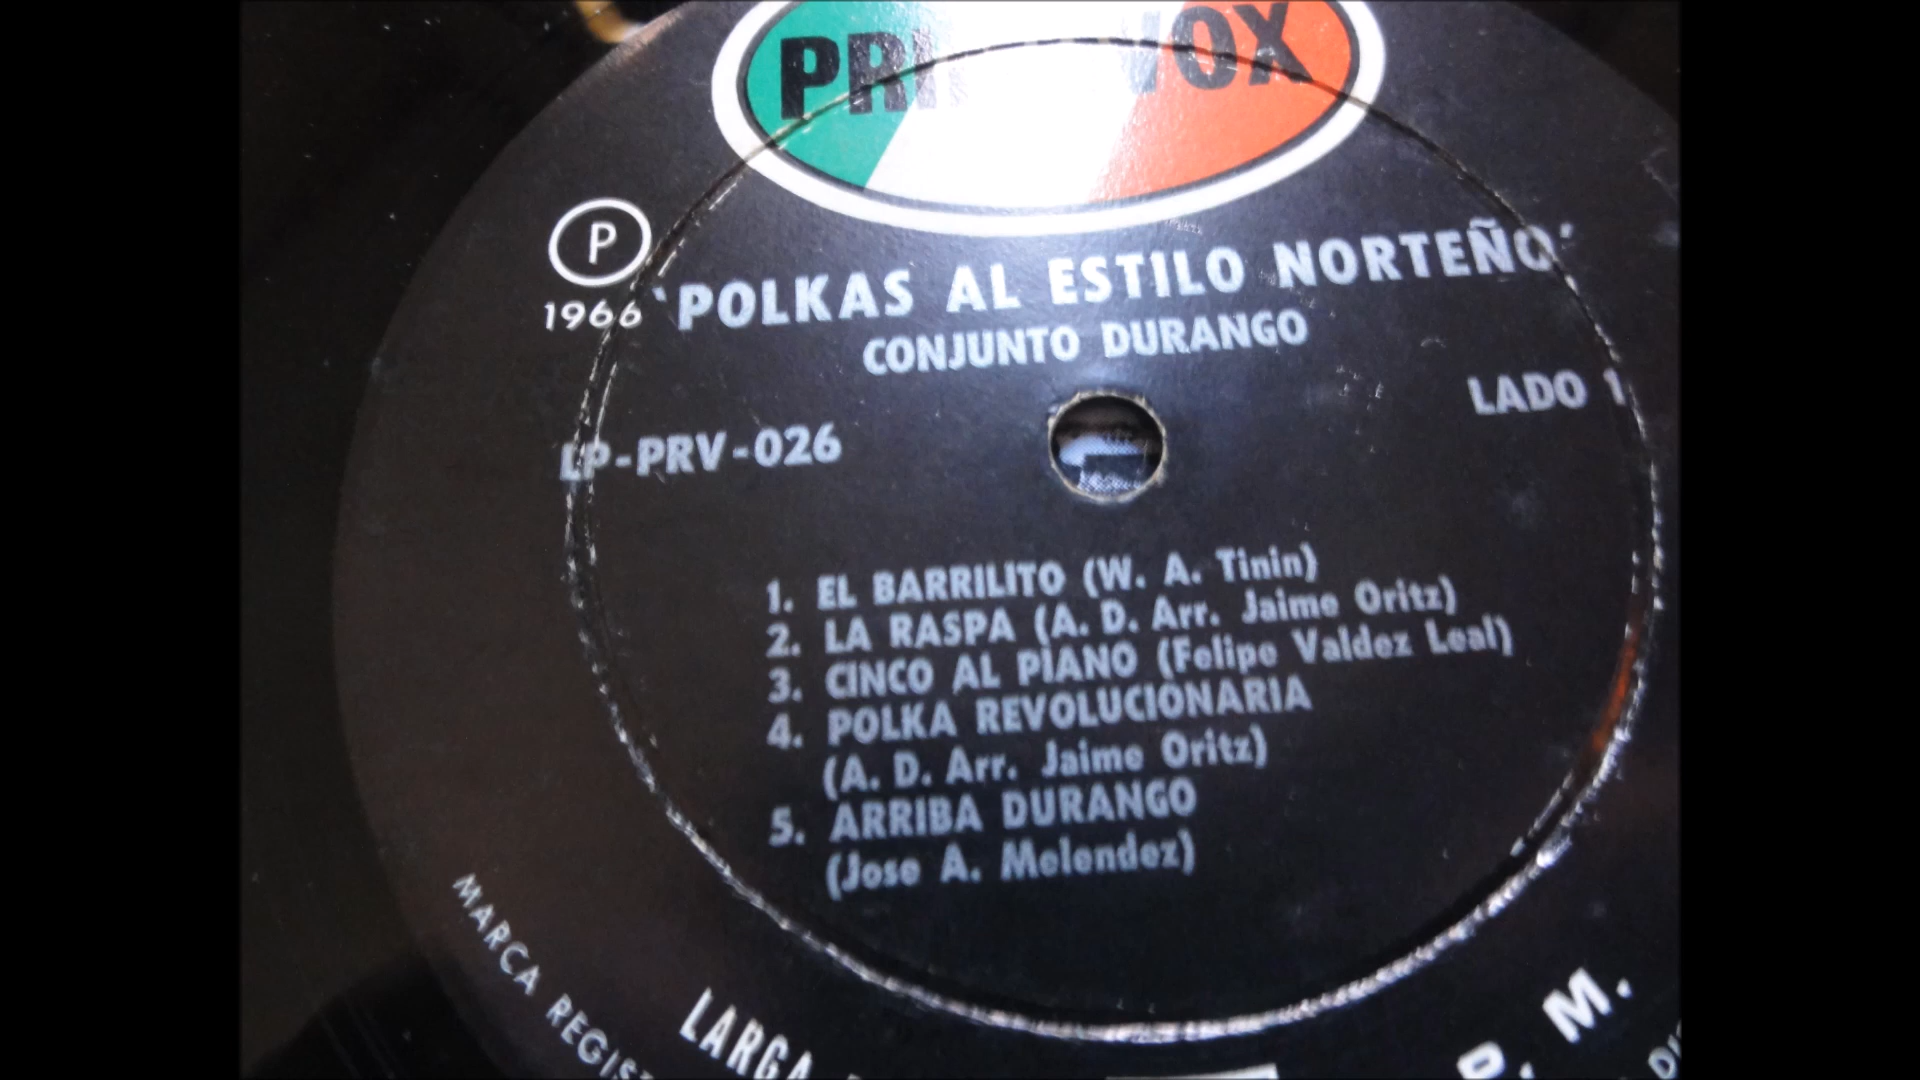 VOX
P
1966
'POLKAS AL ESTILO NORTEÑO'
CONJUNTO DURANGO
LP-PRV-026
LADO 1
1. EL BARRILITO (W. A. Tinin)
2. LA RASPA (A. D. Arr. Jaime Oritz)
3. CINCO AL PIANO (Felipe Valdez Leal)
4. POLKA REVOLUCIONARIA
(A. D. Arr. Jaime Oritz)
5. ARRIBA DURANGO
(Jose A. Melendez)
MARCA
LARGA